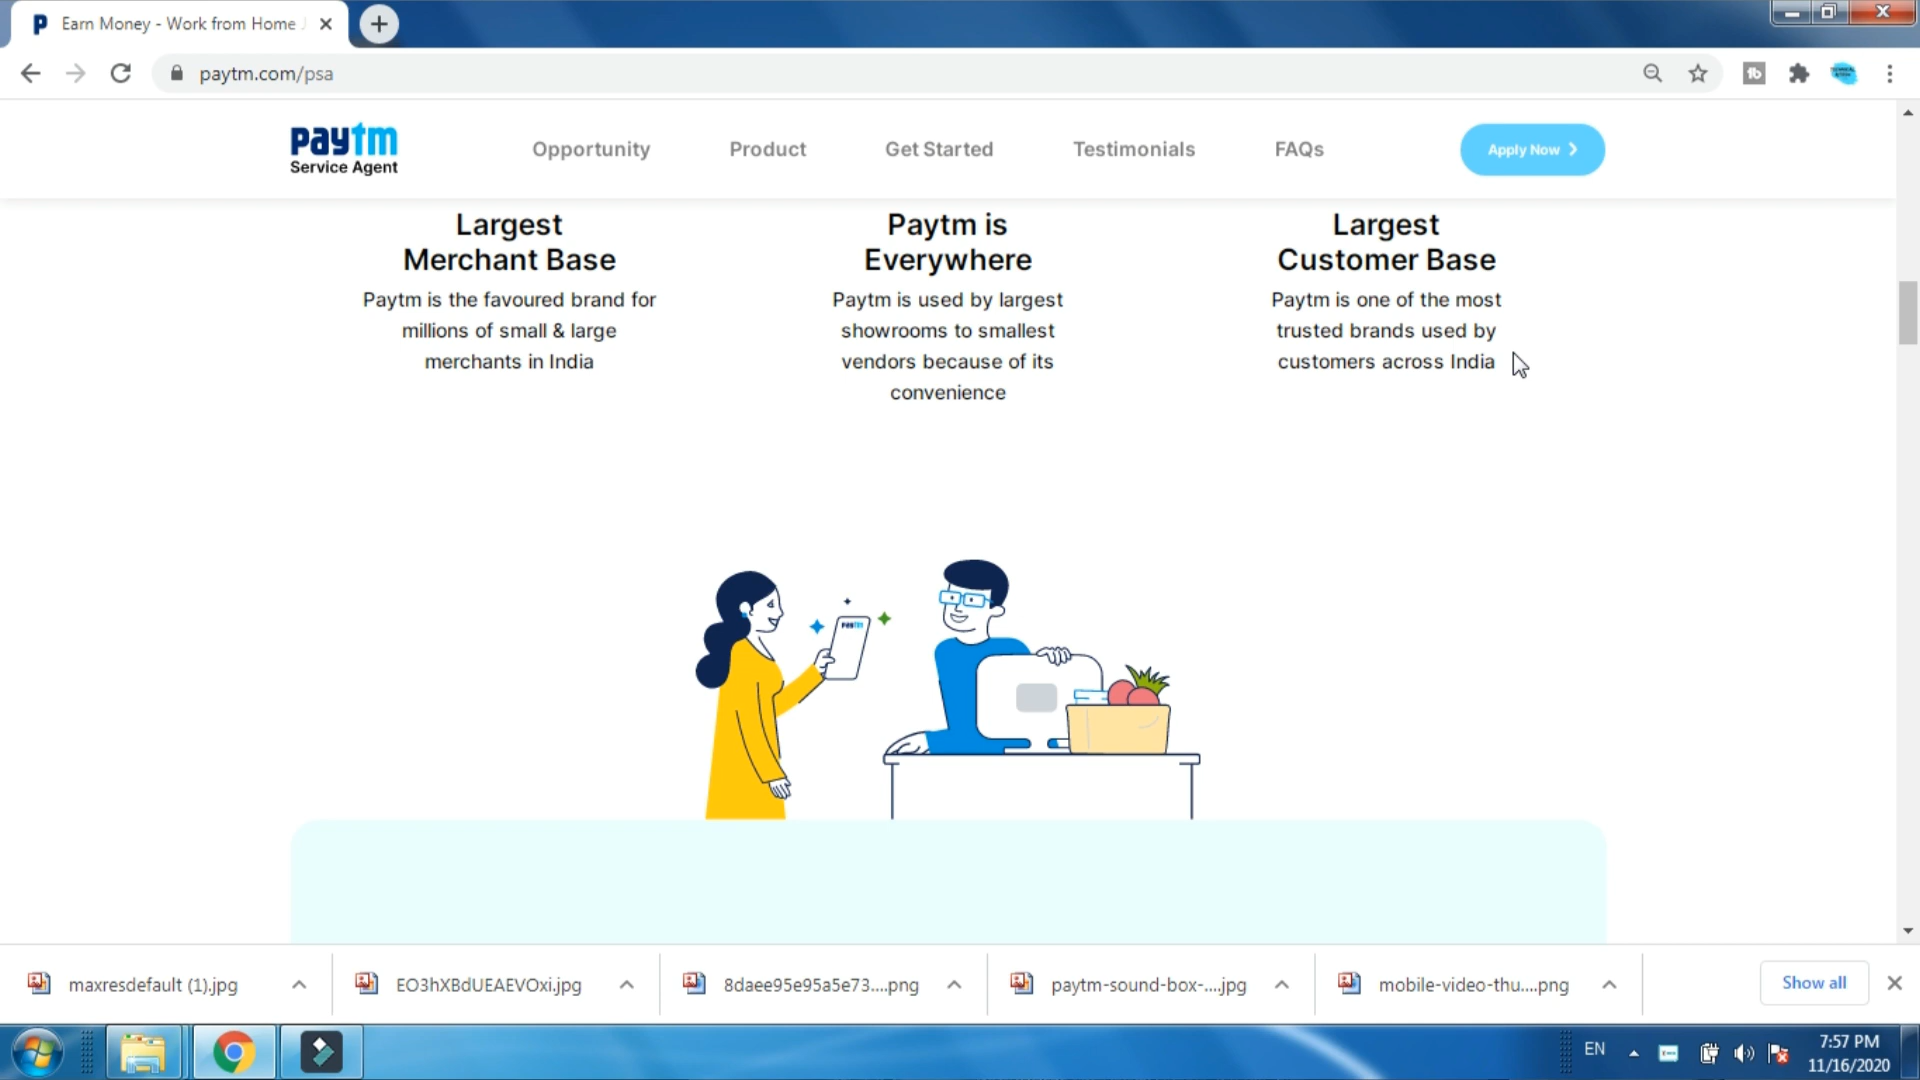 Earn Money - Work from Home
paytm.com/psa
paytm
Service Agent
Opportunity
Product
Get Started
Testimonials
FAQs
Apply Now
Largest
Merchant Base
Paytm is the favoured brand for
millions of small & large
merchants in India
Paytm is
Everywhere
Paytm is used by largest
showrooms to smallest
vendors because of its
convenience
Largest
Customer Base
Paytm is one of the most
trusted brands used by
customers across India
paytm
maxresdefault (1).jpg
EO3hXBdUEAEVOxi.jpg
8daee95e95a5e73....png
paytm-sound-box-....jpg
mobile-video-thu....png
Show all
EN
7:57 PM
11/16/2020